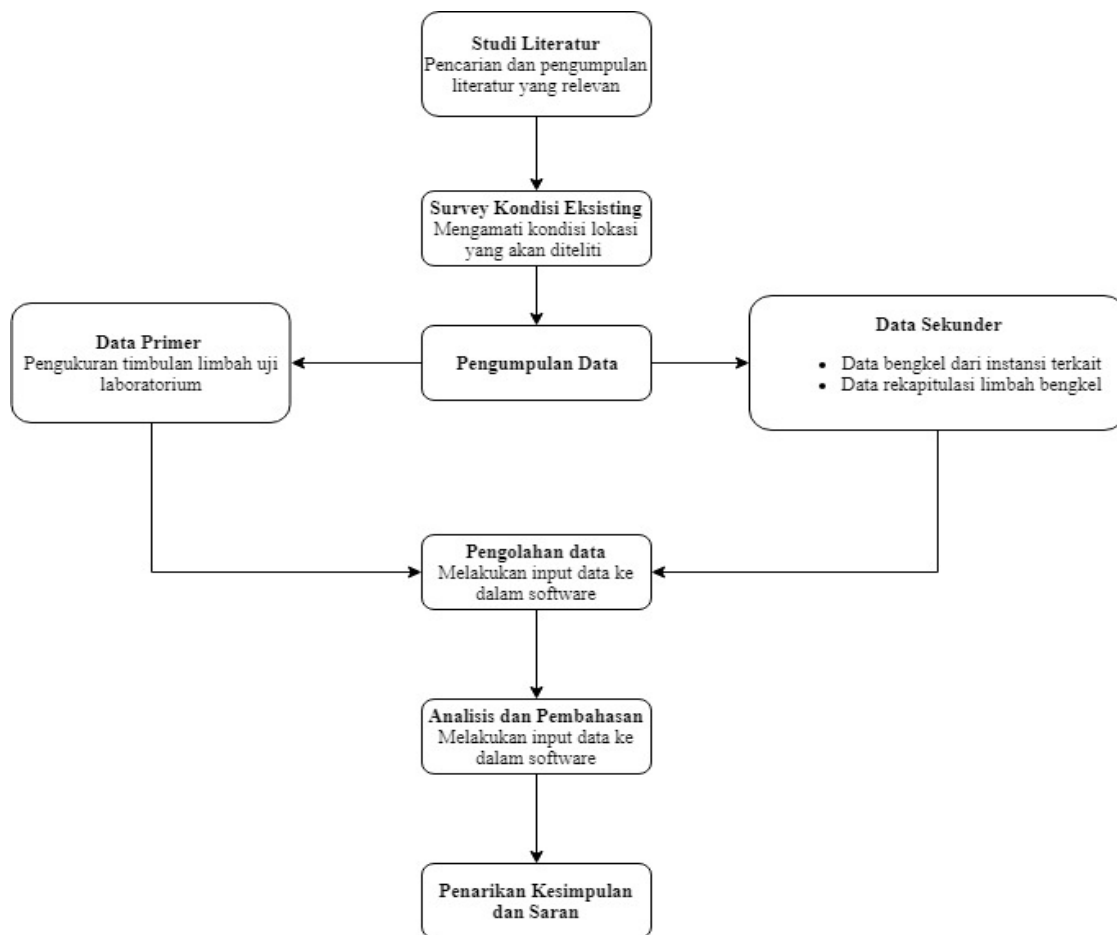 Studi Literatur
Pencarian dan pengumpulan
literatur yang relevan
Survey Kondisi Eksisting
Mengamati kondisi lokasi
yang akan diteliti
Data Primer
Pengukuran timbulan limbah uji
laboratorium
Pengumpulan Data
Data Sekunder
• Data bengkel dari instansi terkait
• Data rekapitulasi limbah bengkel
Pengolahan data
Melakukan input data ke
dalam software
Analisis dan Pembahasan
Melakukan input data ke
dalam software
Penarikan Kesimpulan
dan Saran